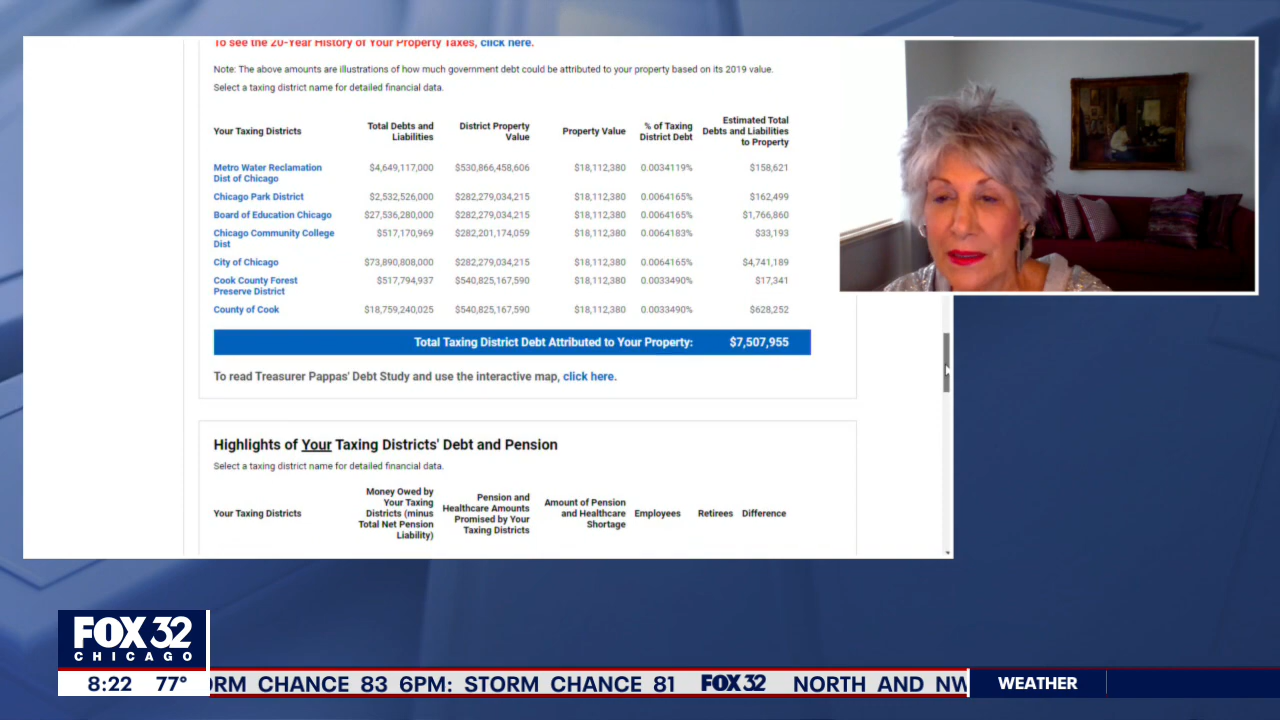 To see the 20-Year History of Your Property Taxes, click here.
Note: The above amounts are illustrations of how much government debt could be attributed to your property based on its 2019 value.
Select a taxing district name for detailed financial data.
Your Taxing Districts Total Debts and Liabilities District Property Value Property Value % of Taxing District Debt Estimated Total Debts and Liabilities to Property
Metro Water Reclamation Dist of Chicago $4,649,117,000 $530,866,458,606 $18,112,380 0.0034119% $158,621
Chicago Park District $2,532,526,000 $282,279,034,215 $18,112,380 0.0064165% $162,499
Board of Education Chicago $27,536,280,000 $282,279,034,215 $18,112,380 0.0064165% $1,766,860
Chicago Community College Dist $517,170,969 $282,201,174,059 $18,112,380 0.0064183% $33,193
City of Chicago $73,890,808,000 $282,279,034,215 $18,112,380 0.0064165% $4,741,189
Cook County Forest Preserve District $517,794,937 $540,825,167,590 $18,112,380 0.0033490% $17,341
County of Cook $18,759,240,025 $540,825,167,590 $18,112,380 0.0033490% $628,252
Total Taxing District Debt Attributed to Your Property: $7,507,955
To read Treasurer Pappas' Debt Study and use the interactive map, click here.
Highlights of Your Taxing Districts' Debt and Pension
Select a taxing district name for detailed financial data.
Your Taxing Districts Money Owed by Your Taxing Districts (minus Total Net Pension Liability) Pension and Healthcare Amounts Promised by Your Taxing Districts Amount of Pension and Healthcare Shortage Employees Retirees Difference
FOX 32
CHICAGO
8:22 77° ORM CHANCE 83 6PM: STORM CHANCE 81 FOX 32 NORTH AND NW WEATHER